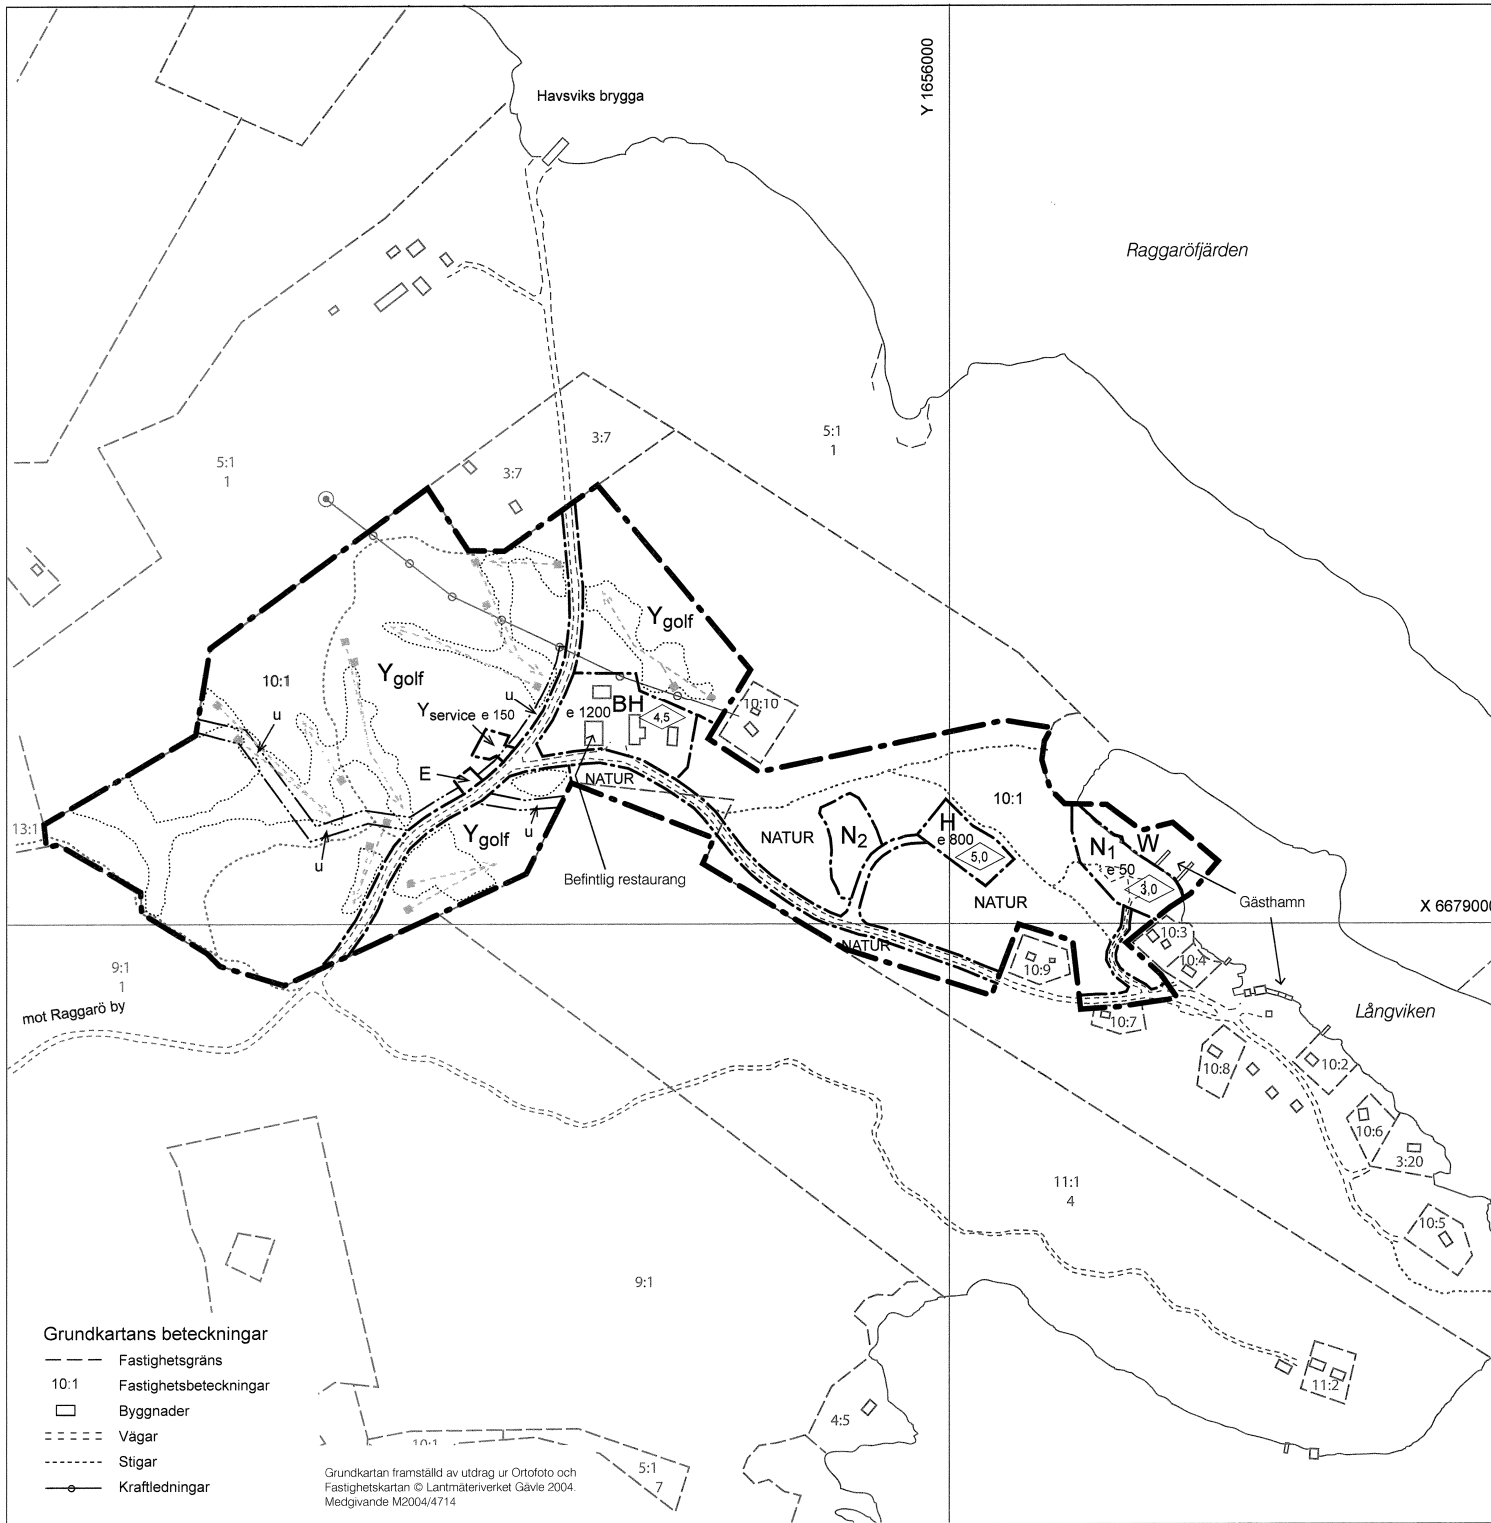 Havsviks brygga
Y 1656000
Raggaröfjärden
3:7
3:7
5:1
1
5:1
1
Y golf
Y golf
10:1
u
u
Y service e 150
BH
e 1200
4,5
10:10
E
NATUR
10:1
Y golf
u
u
13:1
NATUR
N2
H
e 800
5,0
N1
e 50
3,0
W
Befintlig restaurang
NATUR
Gästhamn
X 6679000
NATUR
10:3
10:4
10:9
10:7
9:1
1
mot Raggarö by
Långviken
10:8
10:2
10:6
3:20
11:1
4
10:5
9:1
11:2
4:5
10:1
5:1
7
Grundkartans beteckningar
Fastighetsgräns
10:1 Fastighetsbeteckningar
Byggnader
Vägar
Stigar
Kraftledningar
Grundkartan framställd av utdrag ur Ortofoto och
Fastighetskartan © Lantmäteriverket Gävle 2004.
Medgivande M2004/4714